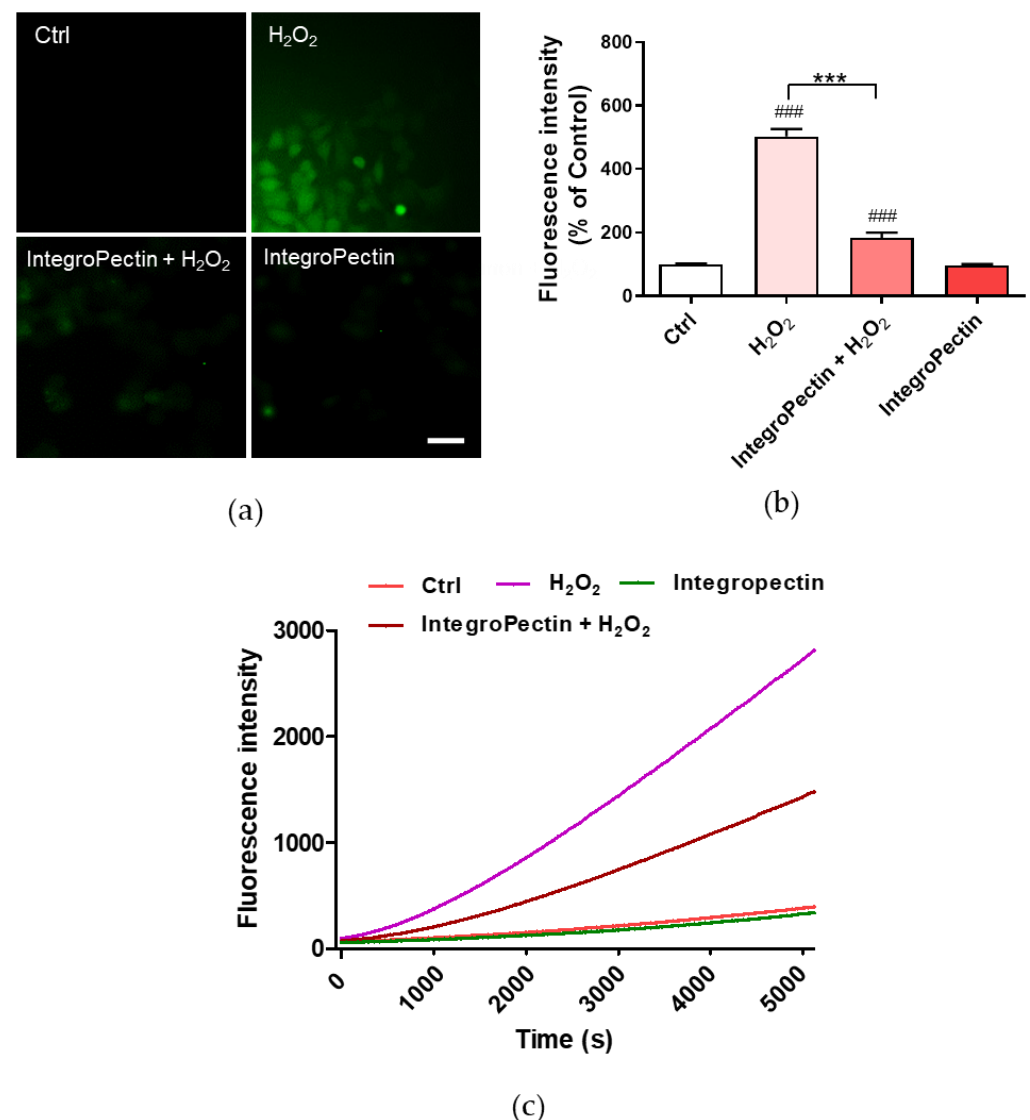 Ctrl
H₂O₂
IntegroPectin + H₂O₂
IntegroPectin
(a)
Fluorescence intensity
(% of Control)
800
600
400
200
0
***
###
###
Ctrl
H₂O₂
IntegroPectin + H₂O₂
IntegroPectin
(b)
Ctrl
H₂O₂
Integropectin
IntegroPectin + H₂O₂
Fluorescence intensity
3000
2000
1000
0
0
1000
2000
3000
4000
5000
Time (s)
(c)